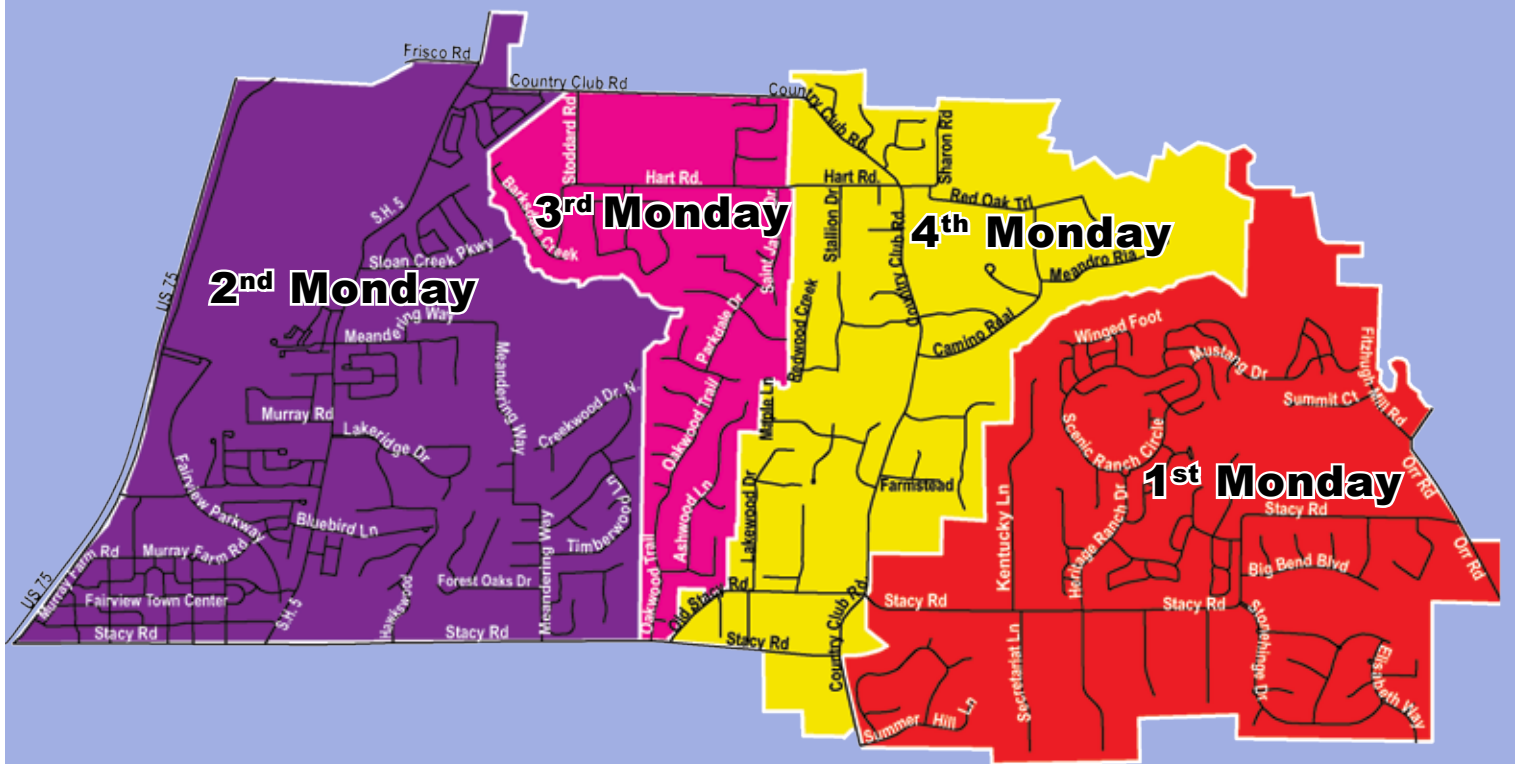 Frisco Rd
Country Club Rd
Country Club Rd.
Stoddard Rd
Sharon Rd
Hart Rd.
Hart Rd.
Barksdale Creek
S.H. 5
3rd Monday
Stallion Dr
Country Club Rd
Red Oak Trl
4th Monday
Sloan Creek Pkwy
Meandro Ria
US 75
2nd Monday
Parkdale Dr
Redwood Creek
Meandering Way
Camino Real
Winged Foot
Mustang Dr
Fitzhugh Mill Rd
Meandering Way
Creekwood Dr. N.
Oakwood Trail
Maple Ln
Summit Ct
Murray Rd
Lakeridge Dr
Scenic Ranch Circle
Orr Rd
1st Monday
Fairview Parkway
Timberwood Ln
Ashwood Ln
Lakewood Dr
Farmstead
Kentucky Ln
Heritage Ranch Dr
Stacy Rd
Bluebird Ln
Murray Farm Rd
Murray Farm Rd
Meandering Way
Oakwood Trail
Big Bend Blvd
Orr Rd
US 75
Forest Oaks Dr
Old Stacy Rd
Fairview Town Center
S.H. 5
Hawkswood
Country Club Rd
Stacy Rd
Stacy Rd
Stonehinge Dr
Stacy Rd
Stacy Rd
Stacy Rd
Secretariat Ln
Elisabeth Way
Summer Hill Ln